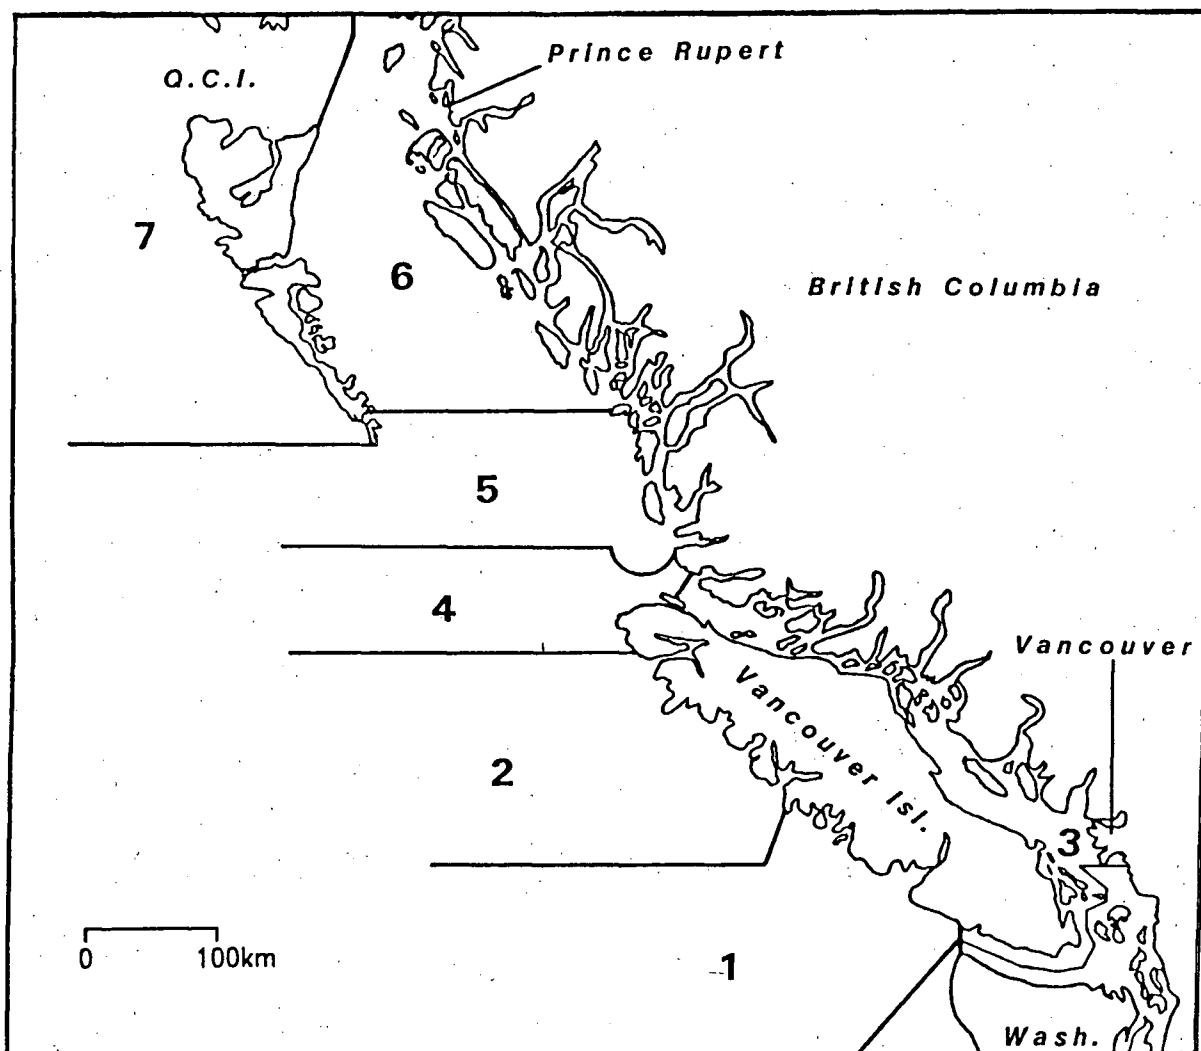 Prince Rupert
Q.C.I.
7
6
British Columbia
5
4
Vancouver
Vancouver Isl.
2
3
0 100km
1
Wash.